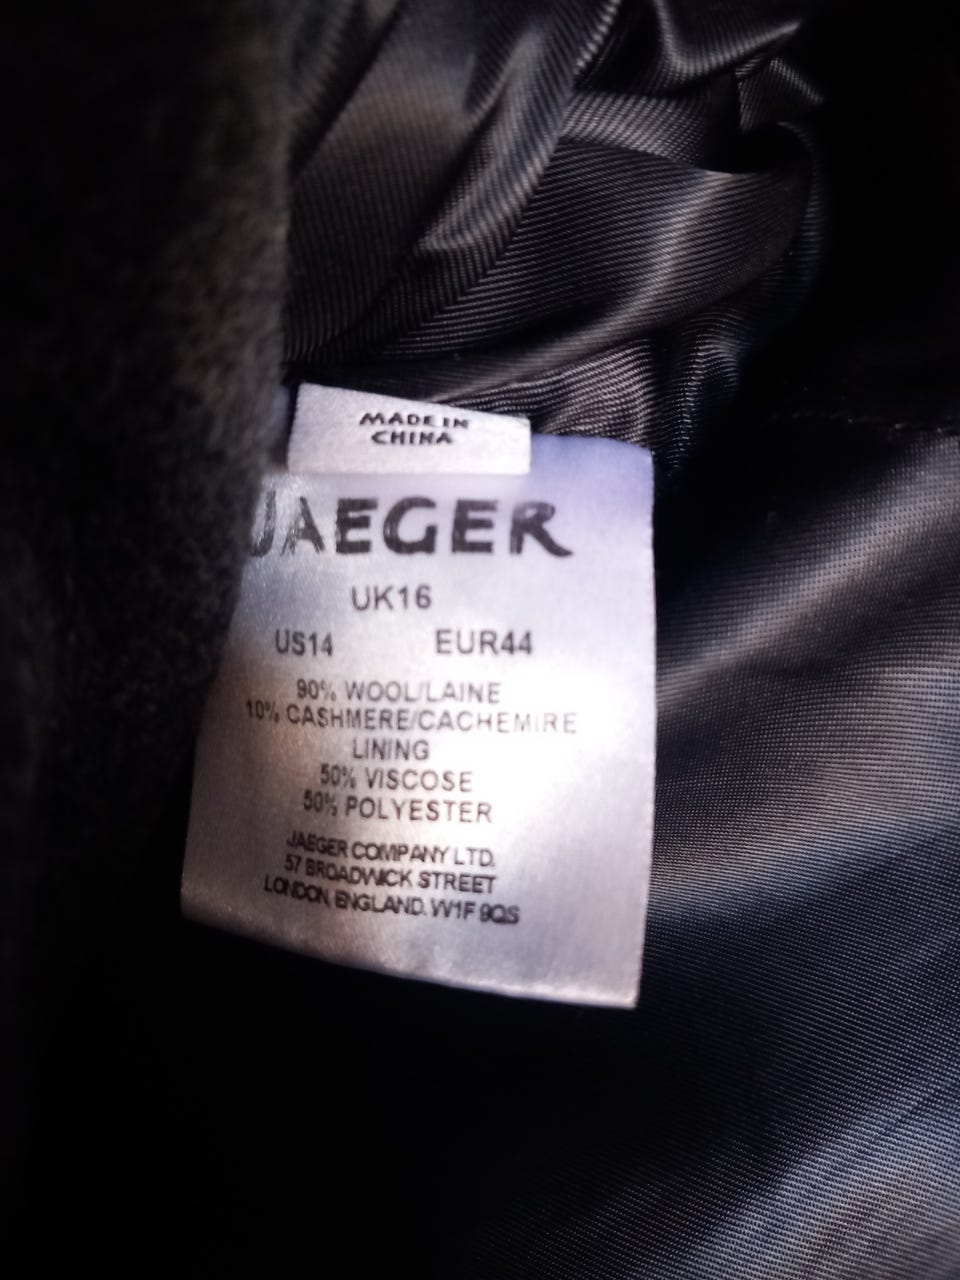 MADE IN
CHINA
JAEGER
UK16
US14 EUR44
90% WOOL/LAINE
10% CASHMERE/CACHEMIRE
LINING
50% VISCOSE
50% POLYESTER
JAEGER COMPANY LTD.
57 BROADWICK STREET
LONDON, ENGLAND. W1F 9QS